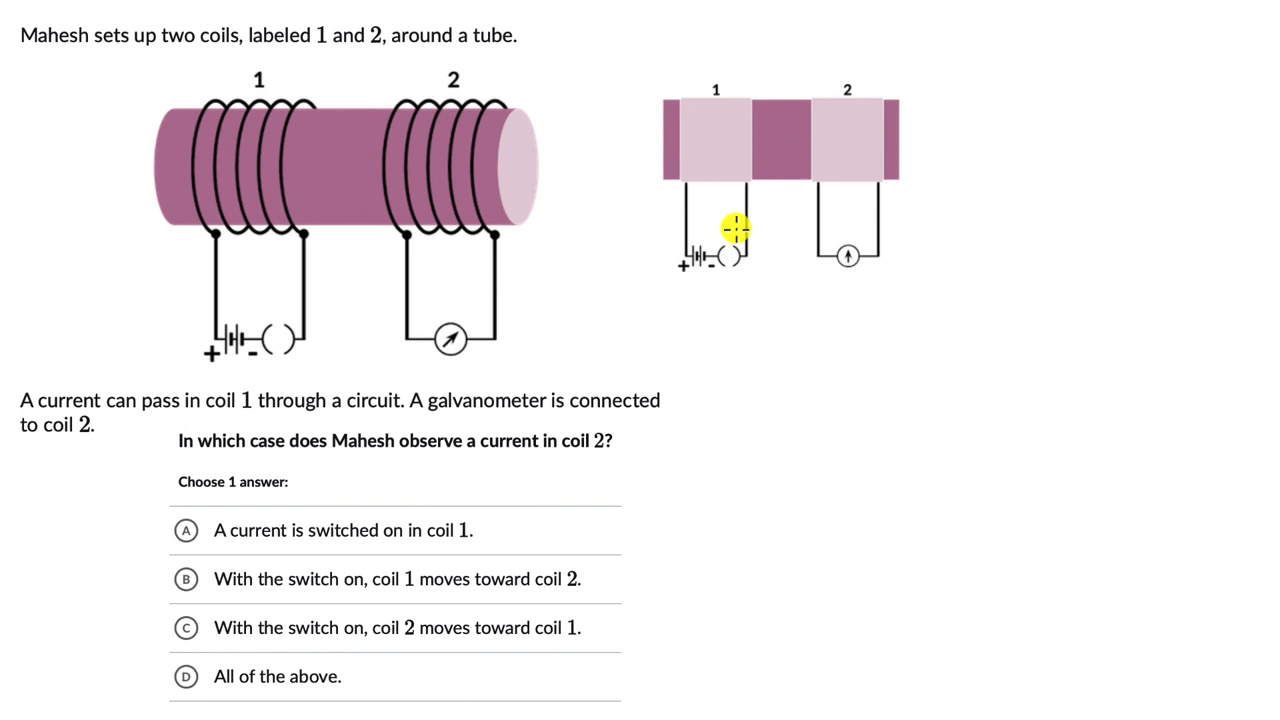 Mahesh sets up two coils, labeled 1 and 2, around a tube.
1
2
+
-
1
2
+
-
A current can pass in coil 1 through a circuit. A galvanometer is connected
to coil 2.
In which case does Mahesh observe a current in coil 2?
Choose 1 answer:
A A current is switched on in coil 1.
B With the switch on, coil 1 moves toward coil 2.
C With the switch on, coil 2 moves toward coil 1.
D All of the above.